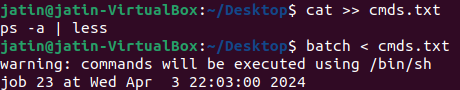 jatin@jatin-VirtualBox:~/Desktop$ cat >> cmds.txt
ps -a | less
jatin@jatin-VirtualBox:~/Desktop$ batch < cmds.txt
warning: commands will be executed using /bin/sh
job 23 at Wed Apr  3 22:03:00 2024